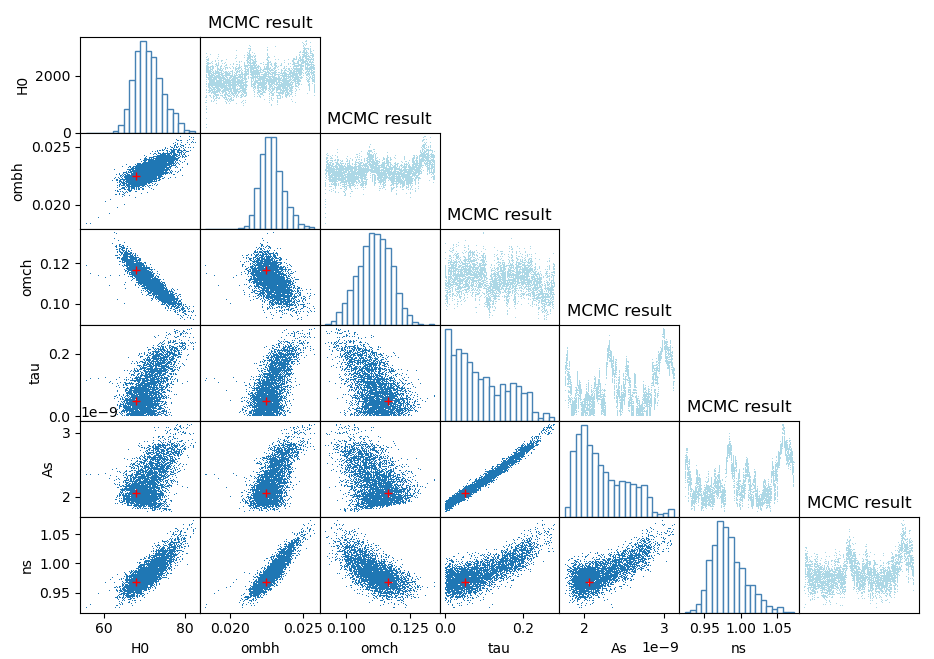 MCMC result
H0
2000
0
MCMC result
ombh
0.025
0.020
MCMC result
omch
0.12
0.10
MCMC result
tau
0.2
0.0
1e−9
MCMC result
As
3
2
MCMC result
ns
1.05
1.00
0.95
60 80 0.020 0.025 0.100 0.125 0.0 0.2 2 3 0.95 1.00 1.05
1e−9
H0 ombh omch tau As ns